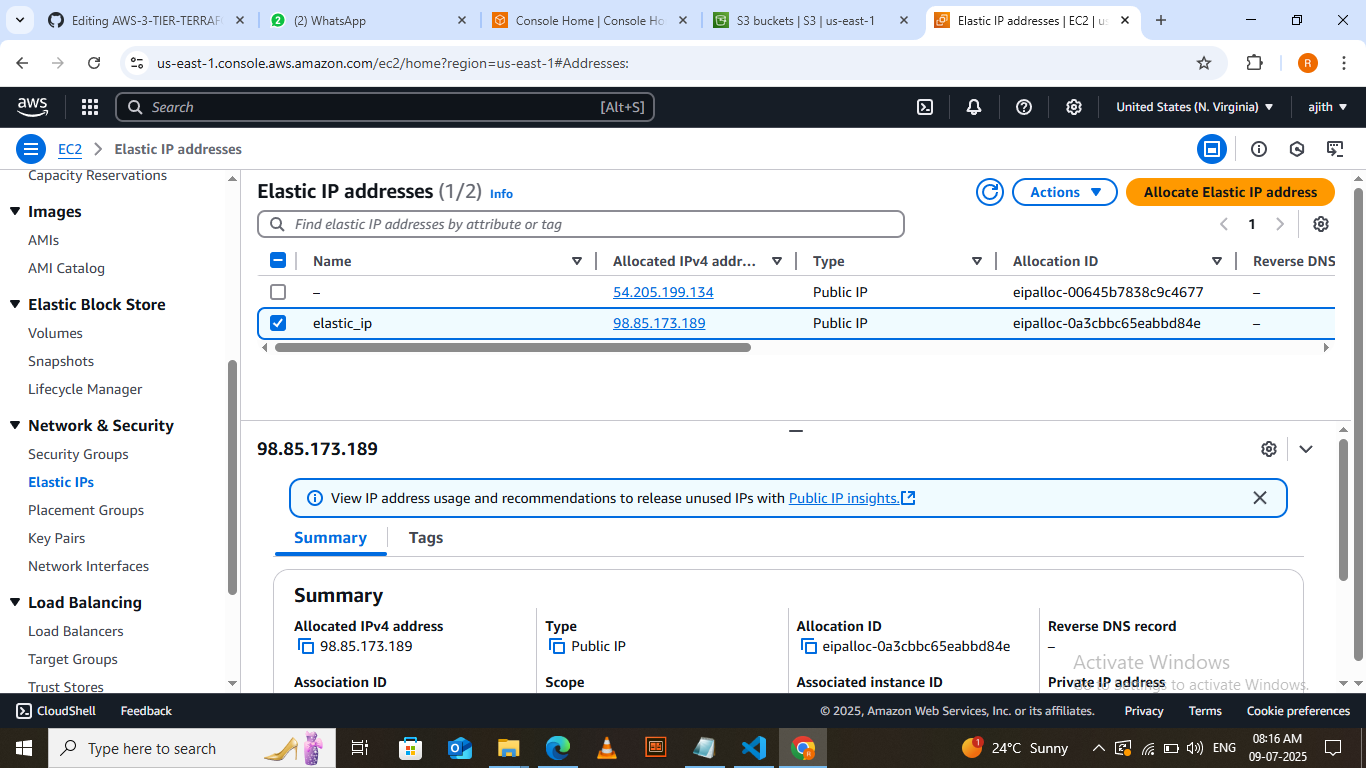 Editing AWS-3-TIER-TERRAF
(2) WhatsApp
Console Home | Console Ho
S3 buckets | S3 | us-east-1
Elastic IP addresses | EC2 | us
us-east-1.console.aws.amazon.com/ec2/home?region=us-east-1#Addresses:
R
aws
Search
[Alt+S]
United States (N. Virginia)
ajith
EC2
Elastic IP addresses
Capacity Reservations
Images
AMIs
AMI Catalog
Elastic Block Store
Volumes
Snapshots
Lifecycle Manager
Network & Security
Security Groups
Elastic IPs
Placement Groups
Key Pairs
Network Interfaces
Load Balancing
Load Balancers
Target Groups
Trust Stores
Elastic IP addresses (1/2) Info
Actions
Allocate Elastic IP address
Find elastic IP addresses by attribute or tag
1
Name Allocated IPv4 addr... Type Allocation ID Reverse DNS
– 54.205.199.134 Public IP eipalloc-00645b7838c9c4677 –
elastic_ip 98.85.173.189 Public IP eipalloc-0a3cbbc65eabbd84e –
98.85.173.189
View IP address usage and recommendations to release unused IPs with Public IP insights.
Summary Tags
Summary
Allocated IPv4 address
98.85.173.189
Type
Public IP
Allocation ID
eipalloc-0a3cbbc65eabbd84e
Reverse DNS record
–
Association ID
Scope
Associated instance ID
Private IP address
Activate Windows
Go to Settings to activate Windows.
CloudShell Feedback
© 2025, Amazon Web Services, Inc. or its affiliates. Privacy Terms Cookie preferences
Type here to search
1
24°C Sunny
ENG
08:16 AM
09-07-2025